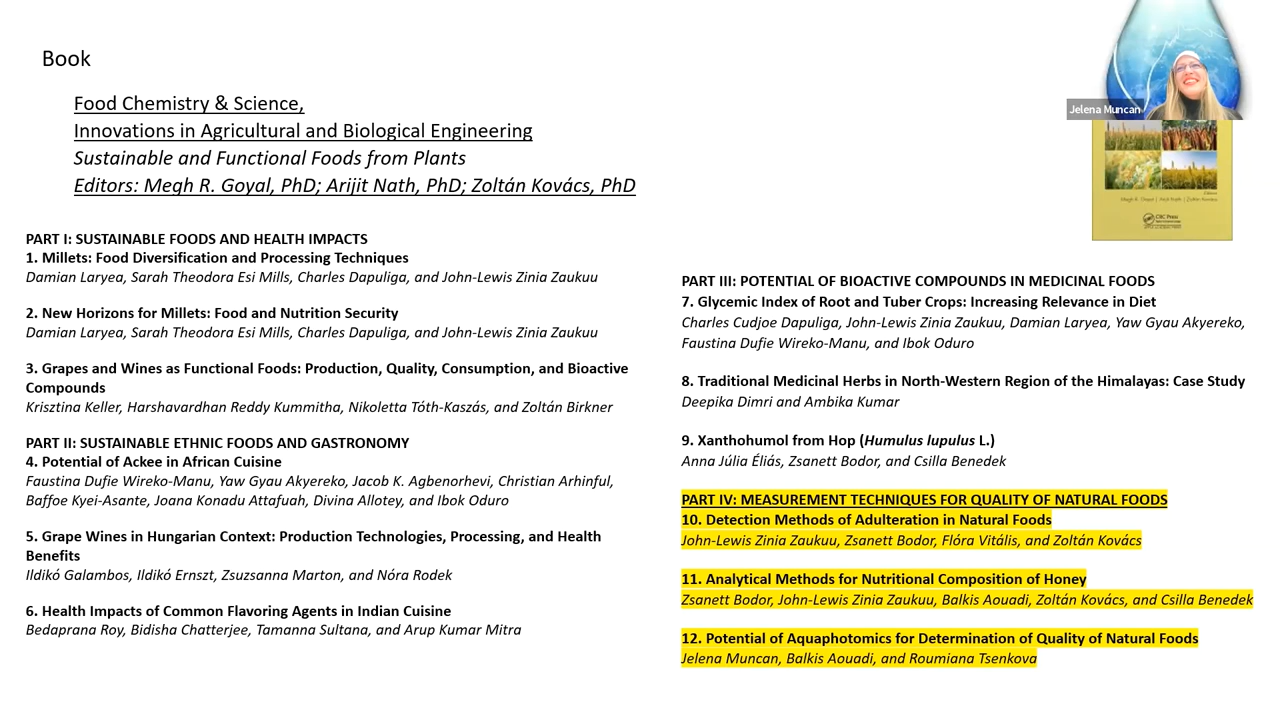 Book
Food Chemistry & Science,
Innovations in Agricultural and Biological Engineering
Sustainable and Functional Foods from Plants
Editors: Megh R. Goyal, PhD; Arijit Nath, PhD; Zoltán Kovács, PhD
PART I: SUSTAINABLE FOODS AND HEALTH IMPACTS
1. Millets: Food Diversification and Processing Techniques
Damian Laryea, Sarah Theodora Esi Mills, Charles Dapuliga, and John-Lewis Zinia Zaukuu
2. New Horizons for Millets: Food and Nutrition Security
Damian Laryea, Sarah Theodora Esi Mills, Charles Dapuliga, and John-Lewis Zinia Zaukuu
3. Grapes and Wines as Functional Foods: Production, Quality, Consumption, and Bioactive
Compounds
Krisztina Keller, Harshavardhan Reddy Kummitha, Nikoletta Tóth-Kaszás, and Zoltán Birkner
PART II: SUSTAINABLE ETHNIC FOODS AND GASTRONOMY
4. Potential of Ackee in African Cuisine
Faustina Dufie Wireko-Manu, Yaw Gyau Akyereko, Jacob K. Agbenorhevi, Christian Arhinful,
Baffoe Kyei-Asante, Joana Konadu Attafuah, Divina Allotey, and Ibok Oduro
5. Grape Wines in Hungarian Context: Production Technologies, Processing, and Health
Benefits
Ildikó Galambos, Ildikó Ernszt, Zsuzsanna Marton, and Nóra Rodek
6. Health Impacts of Common Flavoring Agents in Indian Cuisine
Bedaprana Roy, Bidisha Chatterjee, Tamanna Sultana, and Arup Kumar Mitra
Jelena Muncan
Megh R. Goyal | Arijit Nath | Zoltán Kovács
CRC Press
PART III: POTENTIAL OF BIOACTIVE COMPOUNDS IN MEDICINAL FOODS
7. Glycemic Index of Root and Tuber Crops: Increasing Relevance in Diet
Charles Cudjoe Dapuliga, John-Lewis Zinia Zaukuu, Damian Laryea, Yaw Gyau Akyereko,
Faustina Dufie Wireko-Manu, and Ibok Oduro
8. Traditional Medicinal Herbs in North-Western Region of the Himalayas: Case Study
Deepika Dimri and Ambika Kumar
9. Xanthohumol from Hop (Humulus lupulus L.)
Anna Júlia Éliás, Zsanett Bodor, and Csilla Benedek
PART IV: MEASUREMENT TECHNIQUES FOR QUALITY OF NATURAL FOODS
10. Detection Methods of Adulteration in Natural Foods
John-Lewis Zinia Zaukuu, Zsanett Bodor, Flóra Vitális, and Zoltán Kovács
11. Analytical Methods for Nutritional Composition of Honey
Zsanett Bodor, John-Lewis Zinia Zaukuu, Balkis Aouadi, Zoltán Kovács, and Csilla Benedek
12. Potential of Aquaphotomics for Determination of Quality of Natural Foods
Jelena Muncan, Balkis Aouadi, and Roumiana Tsenkova